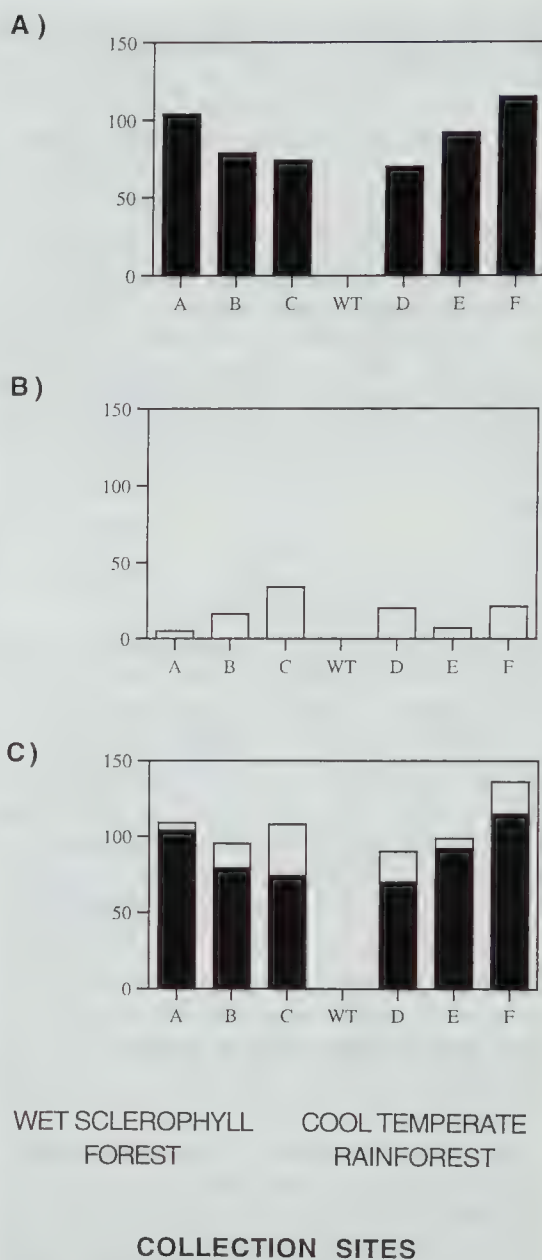 A)
150
100
50
0
A B C WT D E F
B)
150
100
50
0
A B C WT D E F
C)
150
100
50
0
A B C WT D E F
WET SCLEROPHYLL COOL TEMPERATE
FOREST RAINFOREST
COLLECTION SITES